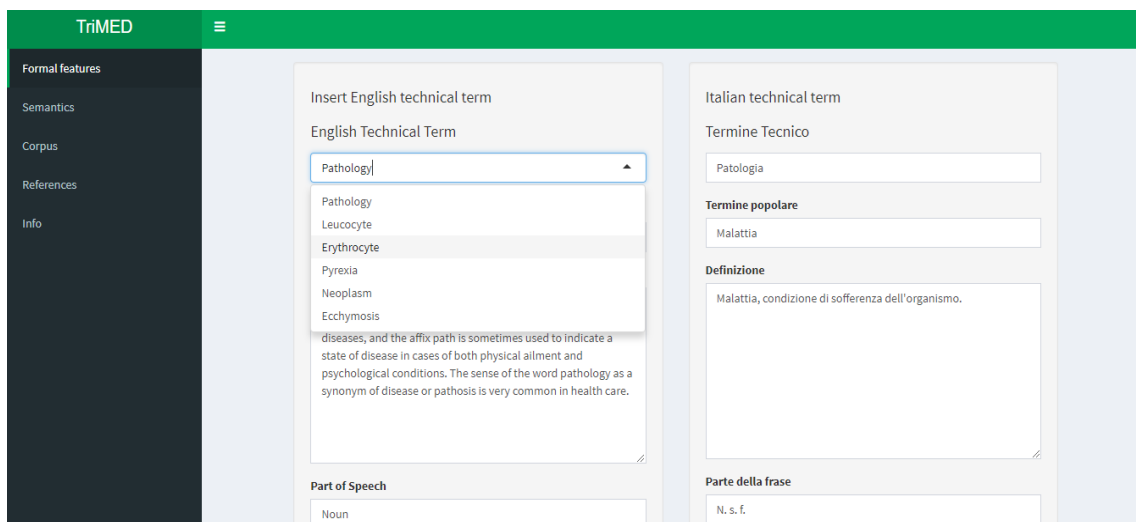 TriMED
Formal features
Semantics
Corpus
References
Info
Insert English technical term
English Technical Term
Pathology
Pathology
Leucocyte
Erythrocyte
Pyrexia
Neoplasm
Ecchymosis
diseases, and the affix path is sometimes used to indicate a
state of disease in cases of both physical ailment and
psychological conditions. The sense of the word pathology as a
synonym of disease or pathosis is very common in health care.
Part of Speech
Noun
Italian technical term
Termine Tecnico
Patologia
Termine popolare
Malattia
Definizione
Malattia, condizione di sofferenza dell'organismo.
Parte della frase
N. s. f.